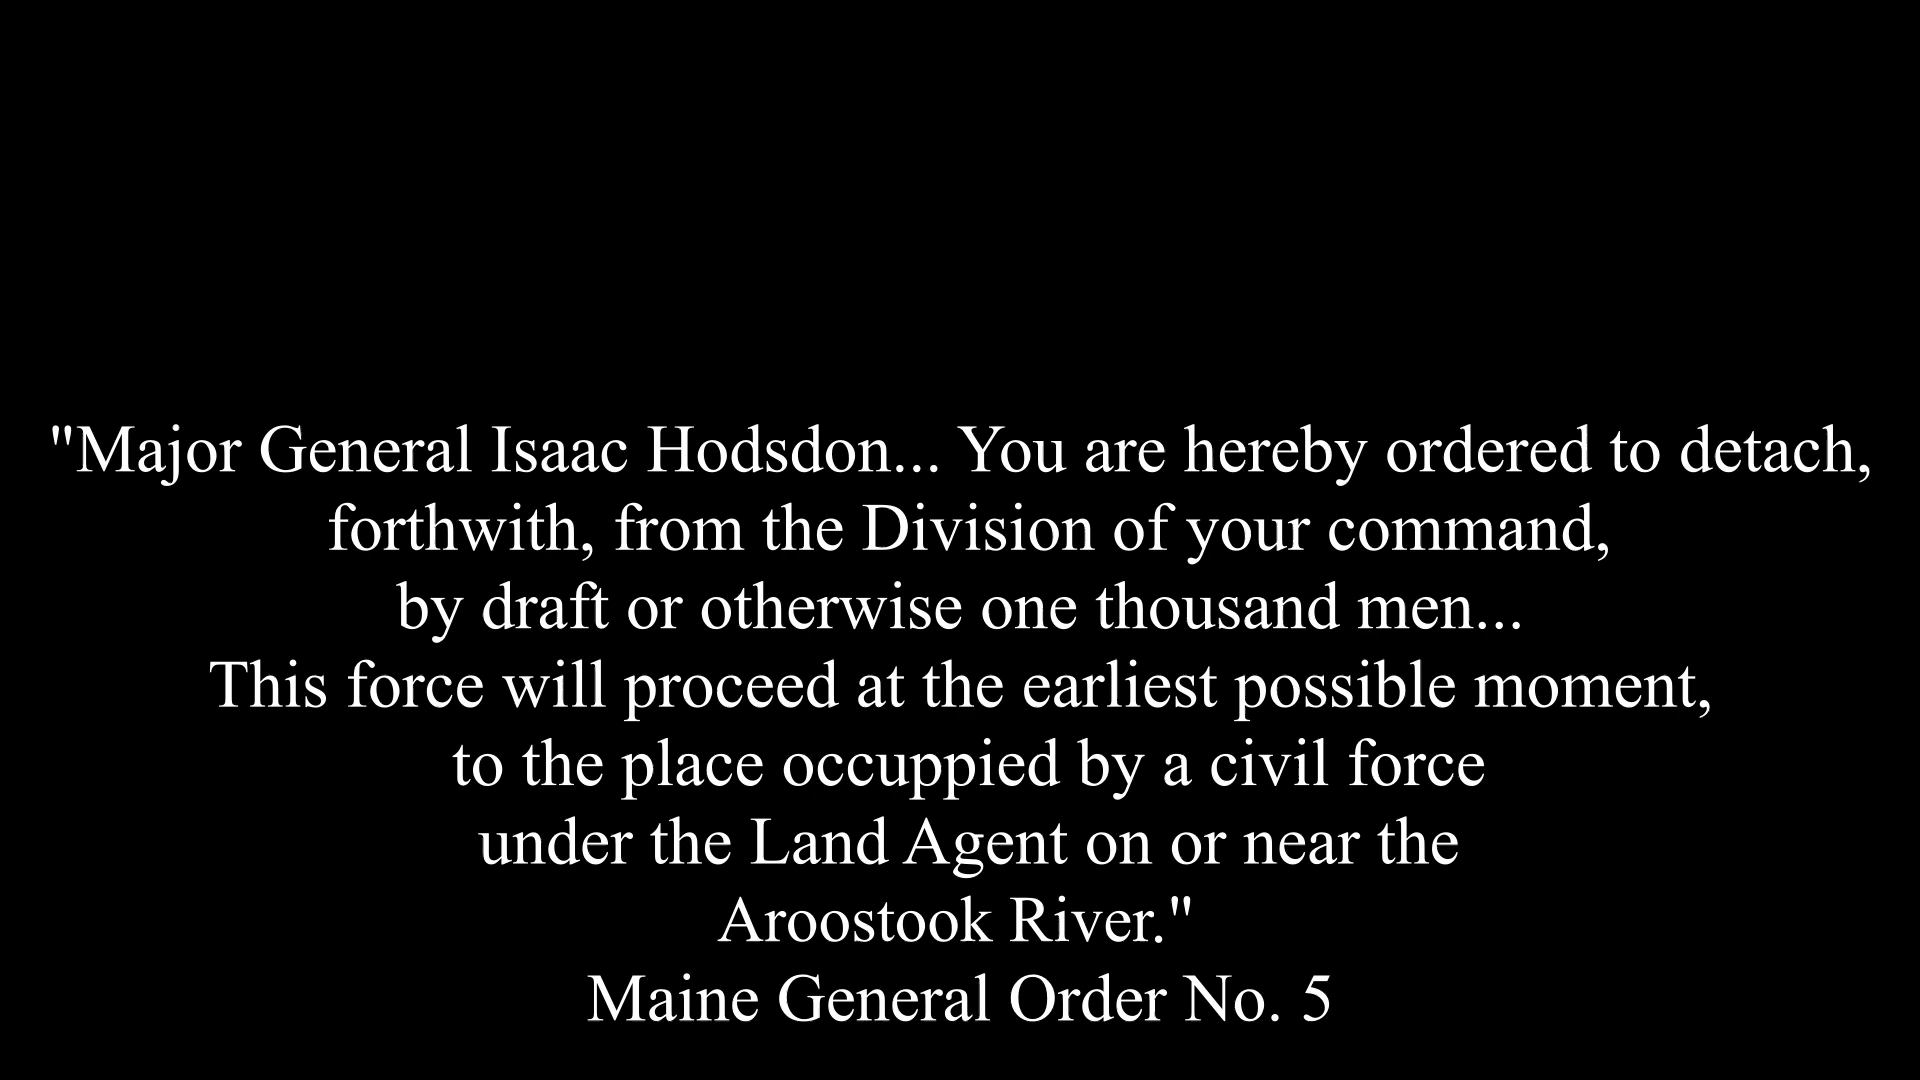 "Major General Isaac Hodsdon... You are hereby ordered to detach,
forthwith, from the Division of your command,
by draft or otherwise one thousand men...
This force will proceed at the earliest possible moment,
to the place occuppied by a civil force
under the Land Agent on or near the
Aroostook River."
Maine General Order No. 5